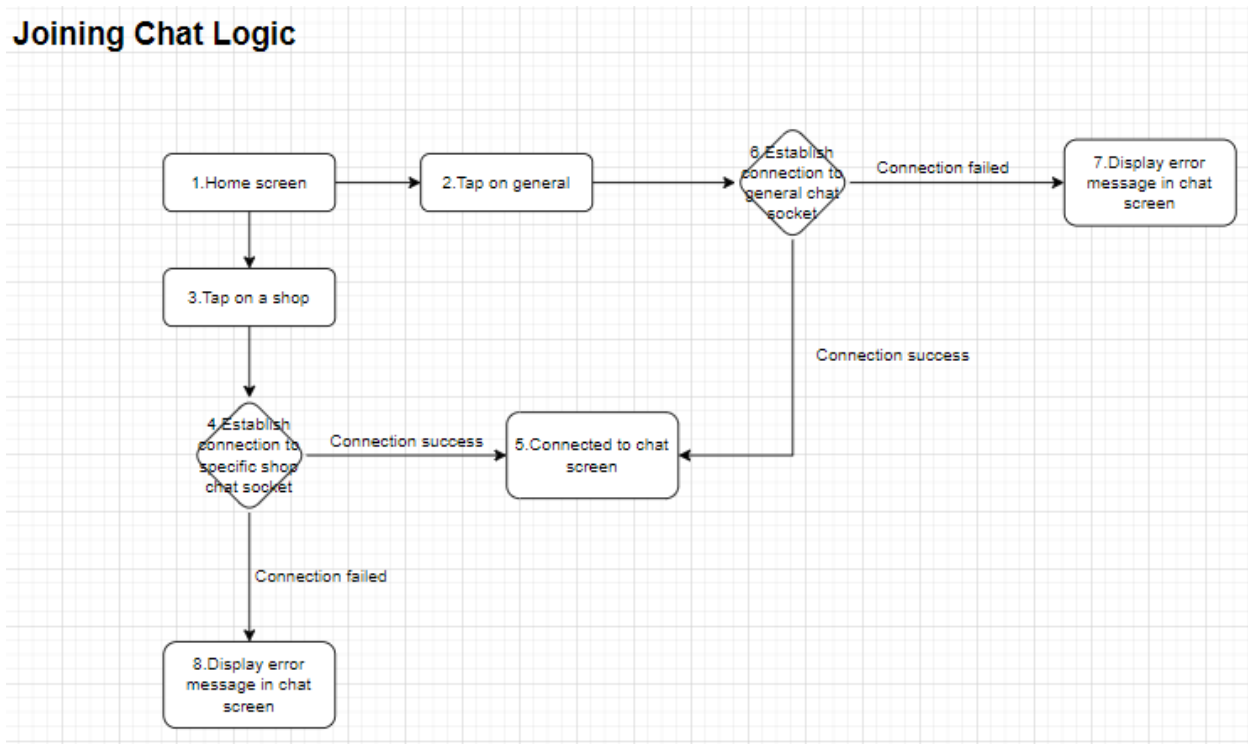 Joining Chat Logic
1.Home screen
2.Tap on general
6.Establish
connection to
general chat
socket
Connection failed
7.Display error
message in chat
screen
3.Tap on a shop
Connection success
4.Establish
connection to
specific shop
chat socket
Connection success
5.Connected to chat
screen
Connection failed
8.Display error
message in chat
screen